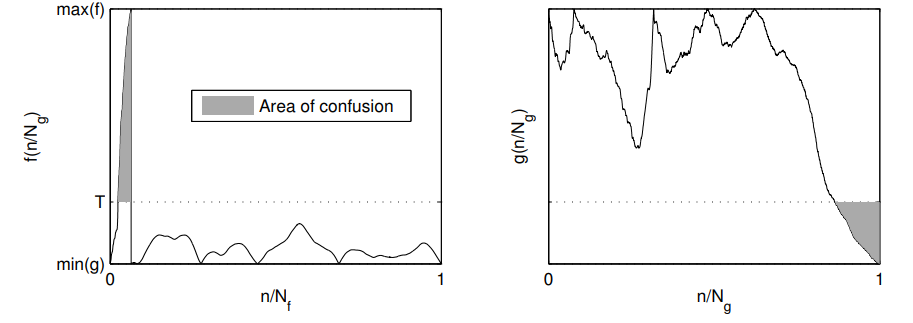 max(f)
T
min(g)
f(n/N_g)
Area of confusion
0
1
n/N_f
g(n/N_g)
0
1
n/N_g